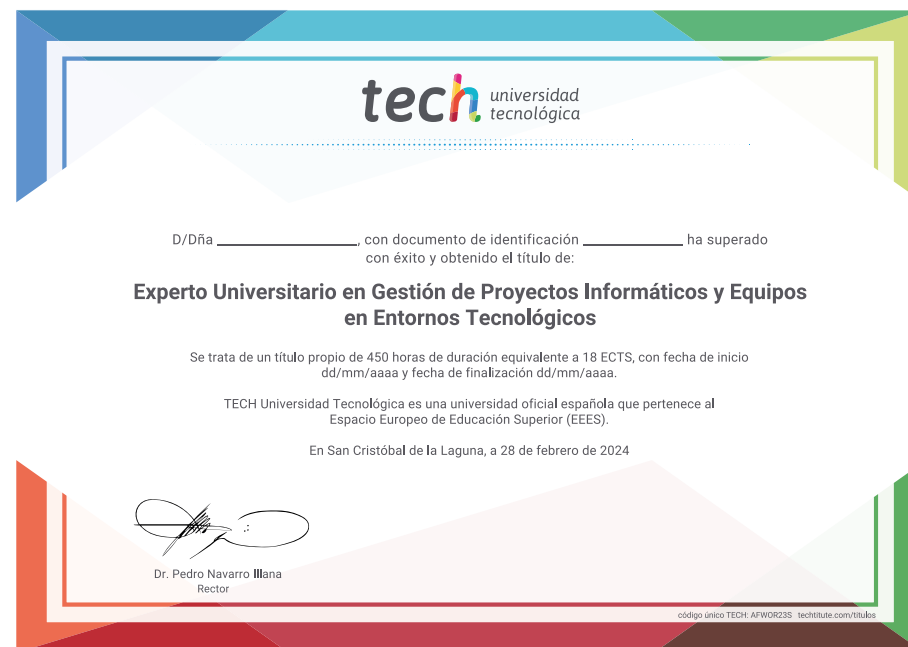 tech universidad
tecnológica
D/Dña ____________________, con documento de identificación ______________ ha superado
con éxito y obtenido el título de:
Experto Universitario en Gestión de Proyectos Informáticos y Equipos
en Entornos Tecnológicos
Se trata de un título propio de 450 horas de duración equivalente a 18 ECTS, con fecha de inicio
dd/mm/aaaa y fecha de finalización dd/mm/aaaa.
TECH Universidad Tecnológica es una universidad oficial española que pertenece al
Espacio Europeo de Educación Superior (EEES).
En San Cristóbal de la Laguna, a 28 de febrero de 2024
Dr. Pedro Navarro Illana
Rector
código único TECH: AFWOR23S techtitute.com/titulos